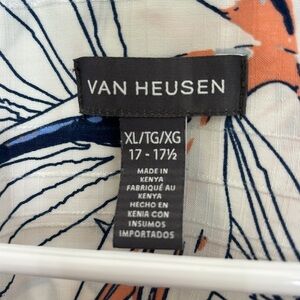 VAN HEUSEN
XL/TG/XG
17 - 17½
MADE IN
KENYA
FABRIQUÉ AU
KENYA
HECHO EN
KENIA CON
INSUMOS
IMPORTADOS